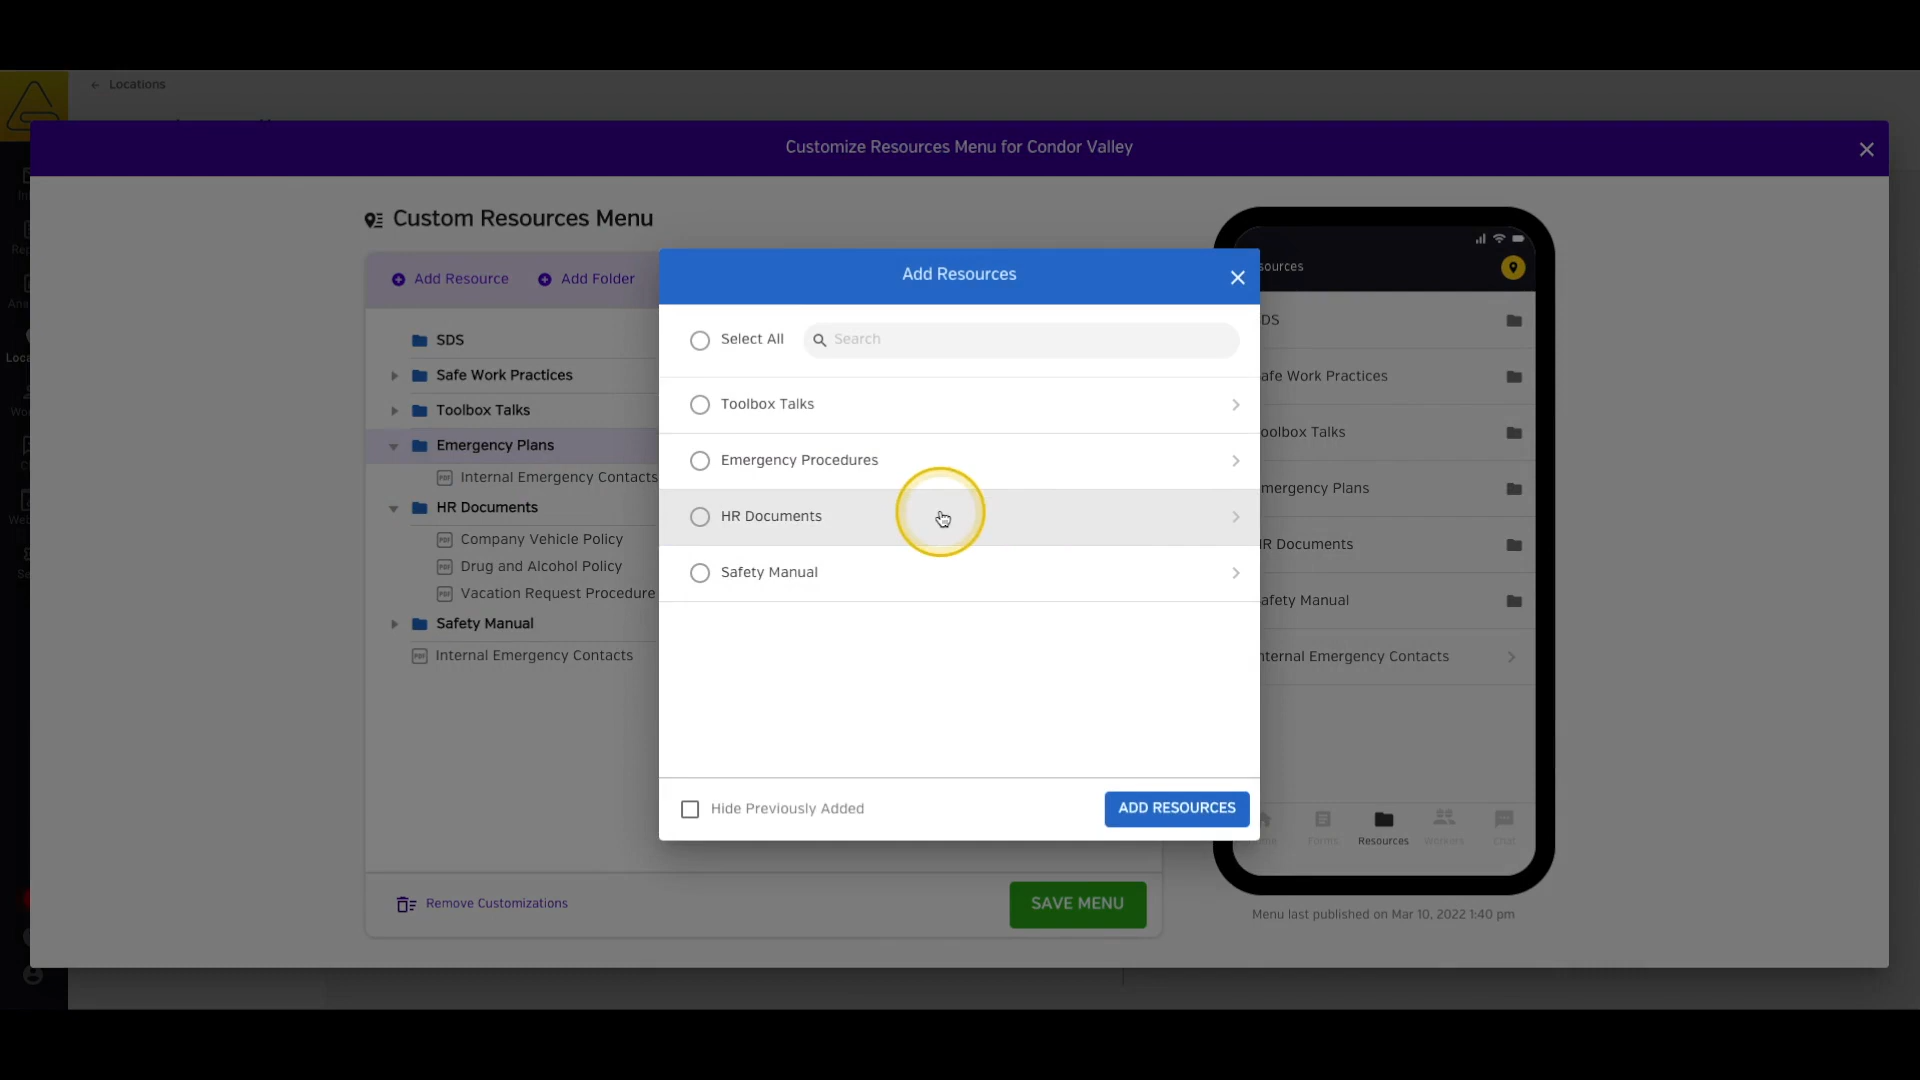 Locations
Customize Resources Menu for Condor Valley
Custom Resources Menu
Add Resource
Add Folder
SDS
Safe Work Practices
Toolbox Talks
Emergency Plans
Internal Emergency Contacts
HR Documents
Company Vehicle Policy
Drug and Alcohol Policy
Vacation Request Procedure
Safety Manual
Internal Emergency Contacts
Remove Customizations
SAVE MENU
Add Resources
Select All
Search
Toolbox Talks
Emergency Procedures
HR Documents
Safety Manual
Hide Previously Added
ADD RESOURCES
sources
DS
afe Work Practices
oolbox Talks
mergency Plans
HR Documents
afety Manual
nternal Emergency Contacts
Forms
Resources
Workers
Chat
Menu last published on Mar 10, 2022 1:40 pm